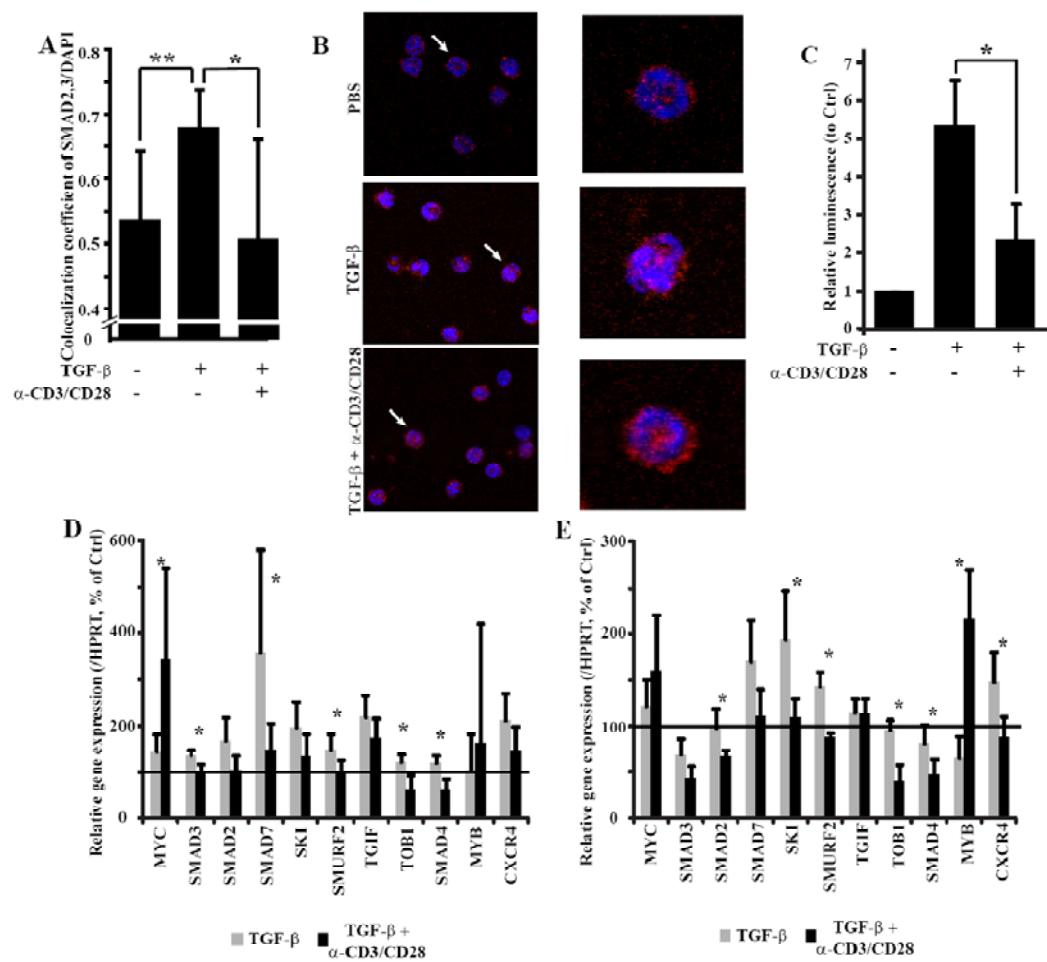 A
Colocalization coefficient of SMAD2,3/DAPI
0.8
0.7
0.6
0.5
0.4
0
**
*
TGF-β - + +
α-CD3/CD28 - - +
B
PBS
TGF-β
TGF-β + α-CD3/CD28
C
Relative luminescence (to Ctrl)
7
6
5
4
3
2
1
0
*
TGF-β - + +
α-CD3/CD28 - - +
D
Relative gene expression (/HPRT, % of Ctrl)
600
400
200
0
* * * * * *
MYC
SMAD3
SMAD2
SMAD7
SKI
SMURF2
TGIF
TOB1
SMAD4
MYB
CXCR4
TGF-β
TGF-β +
α-CD3/CD28
E
Relative gene expression (/HPRT, % of Ctrl)
300
200
100
50
0
* * * * * * *
MYC
SMAD3
SMAD2
SMAD7
SKI
SMURF2
TGIF
TOB1
SMAD4
MYB
CXCR4
TGF-β
TGF-β +
α-CD3/CD28